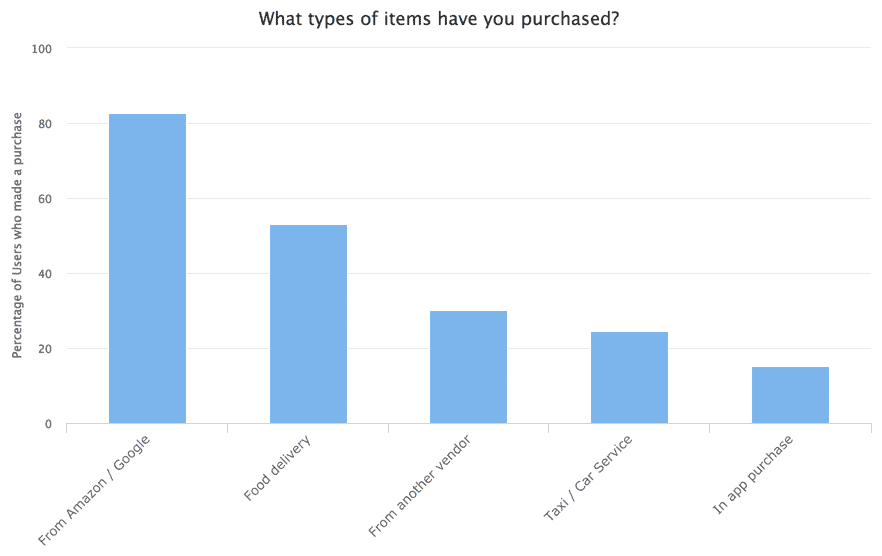 What types of items have you purchased?
Percentage of Users who made a purchase
100
80
60
40
20
0
From Amazon / Google
Food delivery
From another vendor
Taxi / Car Service
In app purchase